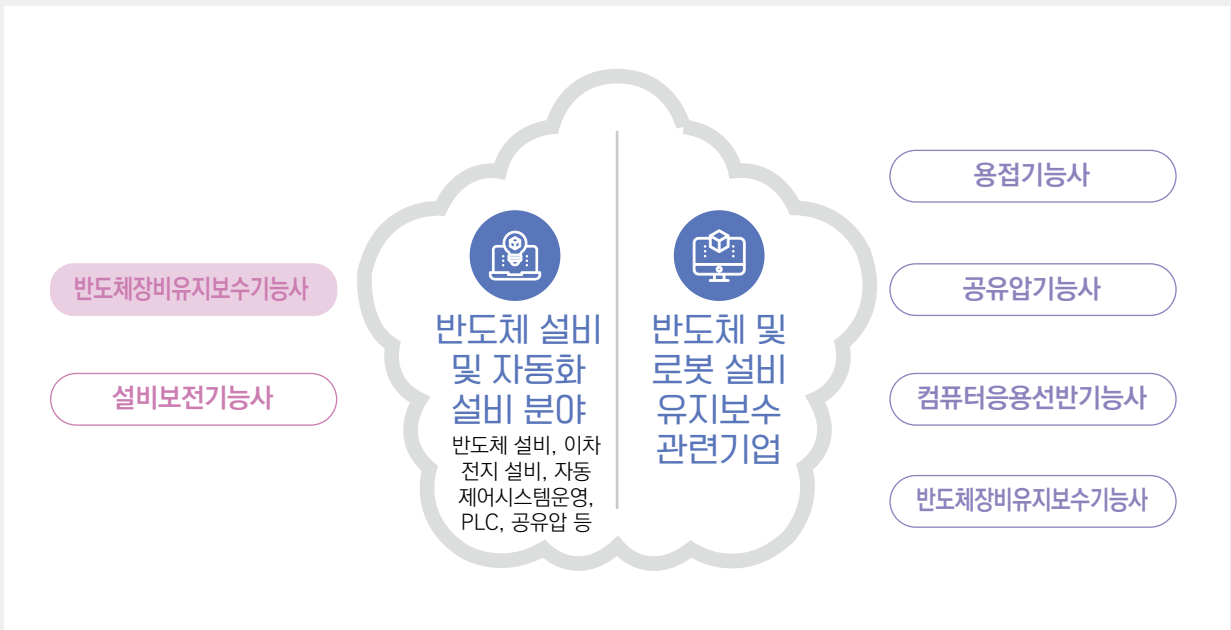 반도체장비유지보수기능사
설비보전기능사
반도체 설비
및 자동화
설비 분야
반도체 설비, 이차
전지 설비, 자동
제어시스템운영,
PLC, 공유압 등
반도체 및
로봇 설비
유지보수
관련기업
용접기능사
공유압기능사
컴퓨터응용선반기능사
반도체장비유지보수기능사